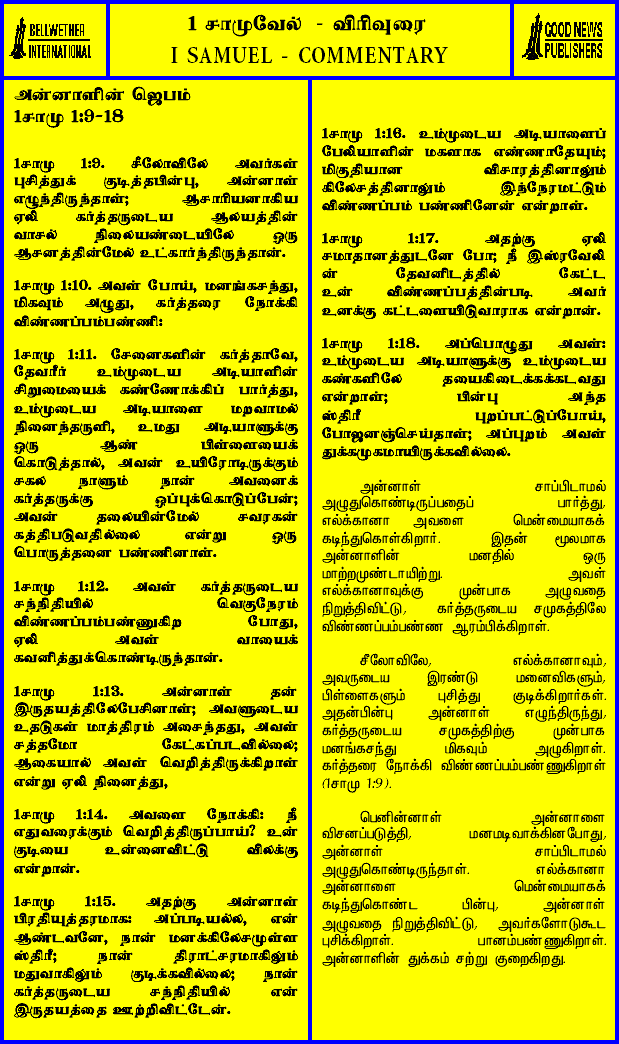 BELLWETHER
INTERNATIONAL
1 சாமுவேல் - விரிவுரை
I SAMUEL - COMMENTARY
GOOD NEWS
PUBLISHERS
அன்னாளின் ஜெபம்
1சாமு 1:9-18
1சாமு 1:9. சீலோவிலே அவர்கள்
புசித்துக் குடித்தபின்பு, அன்னாள்
எழுந்திருந்தாள்; ஆசாரியனாகிய
ஏலி கர்த்தருடைய ஆலயத்தின்
வாசல் நிலையண்டையிலே ஒரு
ஆசனத்தின்மேல் உட்கார்ந்திருந்தான்.
1சாமு 1:10. அவள் போய், மனங்கசந்து,
மிகவும் அழுது, கர்த்தரை நோக்கி
விண்ணப்பம்பண்ணி:
1சாமு 1:11. சேனைகளின் கர்த்தாவே,
தேவரீர் உம்முடைய அடியாளின்
சிறுமையைக் கண்ணோக்கிப் பார்த்து,
உம்முடைய அடியாளை மறவாமல்
நினைந்தருளி, உமது அடியாளுக்கு
ஒரு ஆண் பிள்ளையைக்
கொடுத்தால், அவன் உயிரோடிருக்கும்
சகல நாளும் நான் அவனைக்
கர்த்தருக்கு ஒப்புக்கொடுப்பேன்;
அவன் தலையின்மேல் சவரகன்
கத்திபடுவதில்லை என்று ஒரு
பொருத்தனை பண்ணினாள்.
1சாமு 1:12. அவள் கர்த்தருடைய
சந்நிதியில் வெகுநேரம்
விண்ணப்பம்பண்ணுகிற போது,
ஏலி அவள் வாயைக்
கவனித்துக்கொண்டிருந்தான்.
1சாமு 1:13. அன்னாள் தன்
இருதயத்திலேபேசினாள்; அவளுடைய
உதடுகள் மாத்திரம் அசைந்தது, அவள்
சத்தமோ கேட்கப்படவில்லை;
ஆகையால் அவள் வெறித்திருக்கிறாள்
என்று ஏலி நினைத்து,
1சாமு 1:14. அவளை நோக்கி: நீ
எதுவரைக்கும் வெறித்திருப்பாய்? உன்
குடியை உன்னைவிட்டு விலக்கு
என்றான்.
1சாமு 1:15. அதற்கு அன்னாள்
பிரதியுத்தரமாக: அப்படியல்ல, என்
ஆண்டவனே, நான் மனக்கிலேசமுள்ள
ஸ்திரீ; நான் திராட்சரமாகிலும்
மதுவாகிலும் குடிக்கவில்லை; நான்
கர்த்தருடைய சந்நிதியில் என்
இருதயத்தை ஊற்றிவிட்டேன்.
1சாமு 1:16. உம்முடைய அடியாளைப்
பேலியாளின் மகளாக எண்ணாதேயும்;
மிகுதியான விசாரத்தினாலும்
கிலேசத்தினாலும் இந்நேரமட்டும்
விண்ணப்பம் பண்ணினேன் என்றாள்.
1சாமு 1:17. அதற்கு ஏலி
சமாதானத்துடனே போ; நீ இஸ்ரவேலி
ன் தேவனிடத்தில் கேட்ட
உன் விண்ணப்பத்தின்படி அவர்
உனக்கு கட்டளையிடுவாராக என்றான்.
1சாமு 1:18. அப்பொழுது அவள்:
உம்முடைய அடியாளுக்கு உம்முடைய
கண்களிலே தயைகிடைக்கக்கடவது
என்றாள்; பின்பு அந்த
ஸ்திரீ புறப்பட்டுப்போய்,
போஜனஞ்செய்தாள்; அப்புறம் அவள்
துக்கமுகமாயிருக்கவில்லை.
அன்னாள் சாப்பிடாமல்
அழுதுகொண்டிருப்பதைப் பார்த்து,
எல்க்கானா அவளை மென்மையாகக்
கடிந்துகொள்கிறார். இதன் மூலமாக
அன்னாளின் மனதில் ஒரு
மாற்றமுண்டாயிற்று. அவள்
எல்க்கானாவுக்கு முன்பாக அழுவதை
நிறுத்திவிட்டு, கர்த்தருடைய சமுகத்திலே
விண்ணப்பம்பண்ண ஆரம்பிக்கிறாள்.
சீலோவிலே, எல்க்கானாவும்,
அவருடைய இரண்டு மனைவிகளும்,
பிள்ளைகளும் புசித்து குடிக்கிறார்கள்.
அதன்பின்பு அன்னாள் எழுந்திருந்து,
கர்த்தருடைய சமுகத்திற்கு முன்பாக
மனங்கசந்து மிகவும் அழுகிறாள்.
கர்த்தரை நோக்கி விண்ணப்பம்பண்ணுகிறாள்
(1சாமு 1:9).
பெனின்னாள் அன்னாளை
விசனப்படுத்தி, மனமடிவாக்கினபோது,
அன்னாள் சாப்பிடாமல்
அழுதுகொண்டிருந்தாள். எல்க்கானா
அன்னாளை மென்மையாகக்
கடிந்துகொண்ட பின்பு, அன்னாள்
அழுவதை நிறுத்திவிட்டு, அவர்களோடுகூட
புசிக்கிறாள். பானம்பண்ணுகிறாள்.
அன்னாளின் துக்கம் சற்று குறைகிறது.